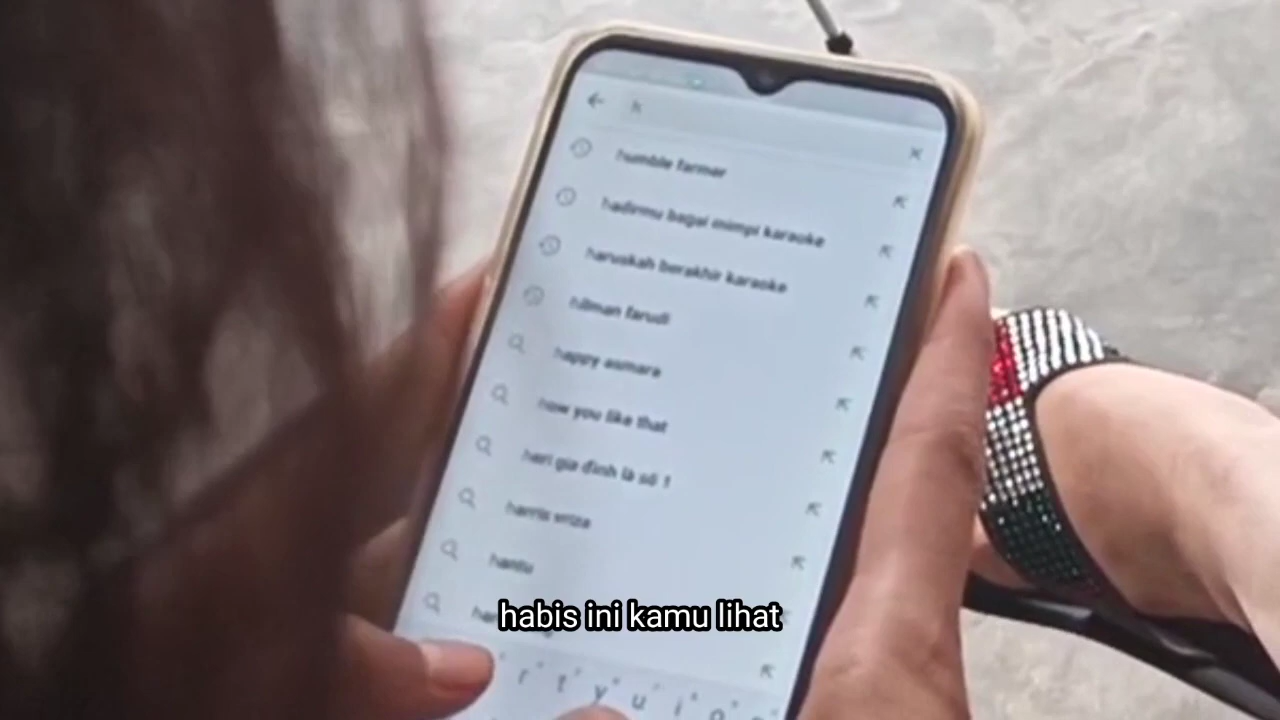 h
humble farmer
hadirmu bagai mimpi karaoke
haruskah berakhir karaoke
hilman farudi
happy asmara
how you like that
hari gia đình là số 1
harris vriza
hantu
habis ini kamu lihat
r t y u i o